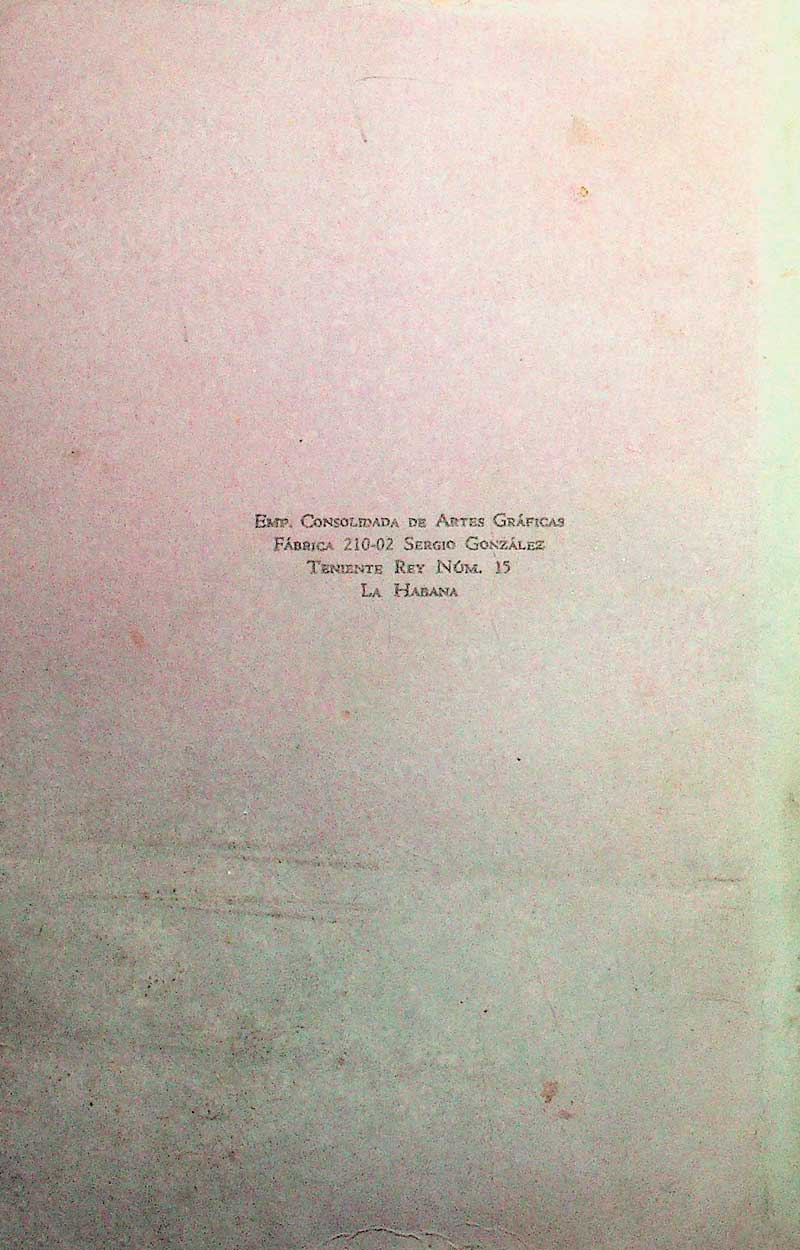 Emp. Consolidada de Artes Gráficas
Fábrica 210-02 Sergio González
Teniente Rey Núm. 15
La Habana